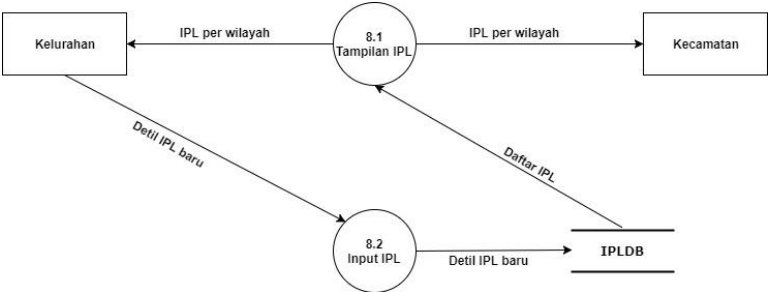 IPL per wilayah
8.1
Tampilan IPL
IPL per wilayah
Kelurahan
Kecamatan
Detil IPL baru
Daftar IPL
8.2
Input IPL
Detil IPL baru
IPLDB